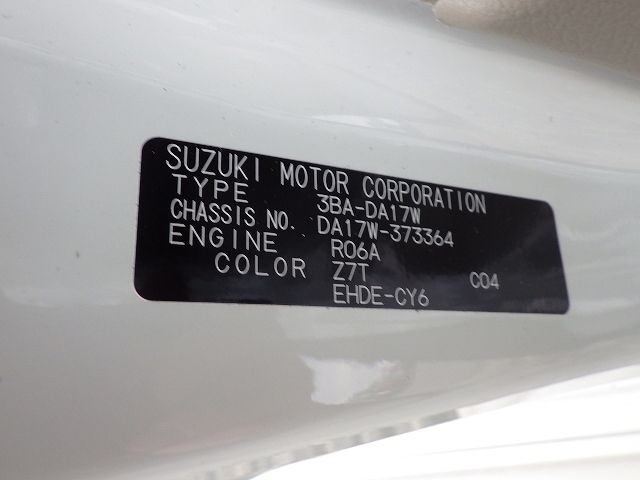 SUZUKI MOTOR CORPORATION
TYPE 3BA-DA17W
CHASSIS NO. DA17W-373364
ENGINE R06A
COLOR Z7T C04
EHDE-CY6